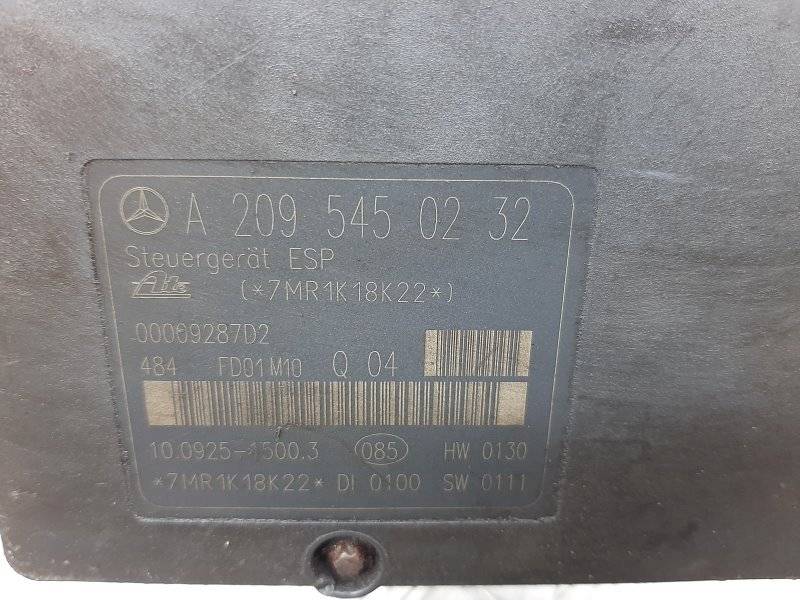 A 209 545 02 32
Steuergerät ESP
Ate (*7MR1K18K22*)
00009287D2
484 FD01M10 Q 04
10.0925-1500.3 085 HW 0130
*7MR1K18K22* DI 0100 SW 0111